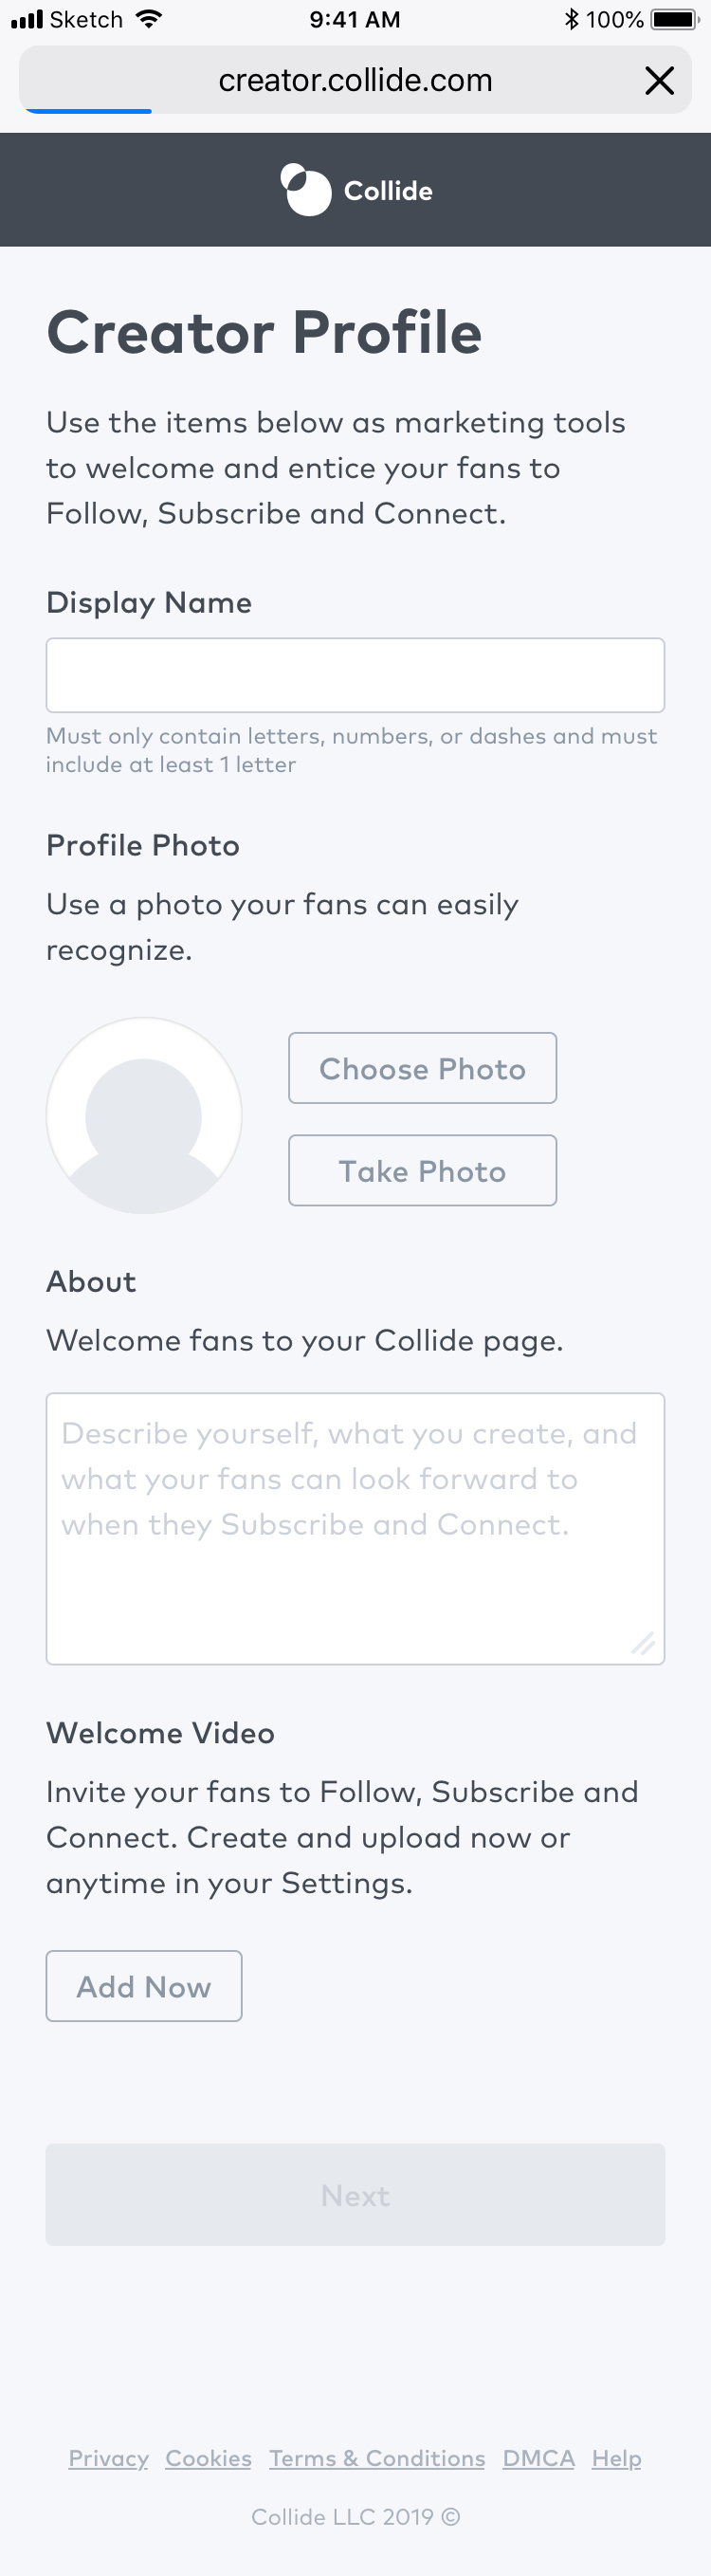 Sketch 9:41 AM 100%
creator.collide.com
Collide
Creator Profile
Use the items below as marketing tools
to welcome and entice your fans to
Follow, Subscribe and Connect.
Display Name
Must only contain letters, numbers, or dashes and must
include at least 1 letter
Profile Photo
Use a photo your fans can easily
recognize.
Choose Photo
Take Photo
About
Welcome fans to your Collide page.
Describe yourself, what you create, and
what your fans can look forward to
when they Subscribe and Connect.
Welcome Video
Invite your fans to Follow, Subscribe and
Connect. Create and upload now or
anytime in your Settings.
Add Now
Next
Privacy Cookies Terms & Conditions DMCA Help
Collide LLC 2019 ©